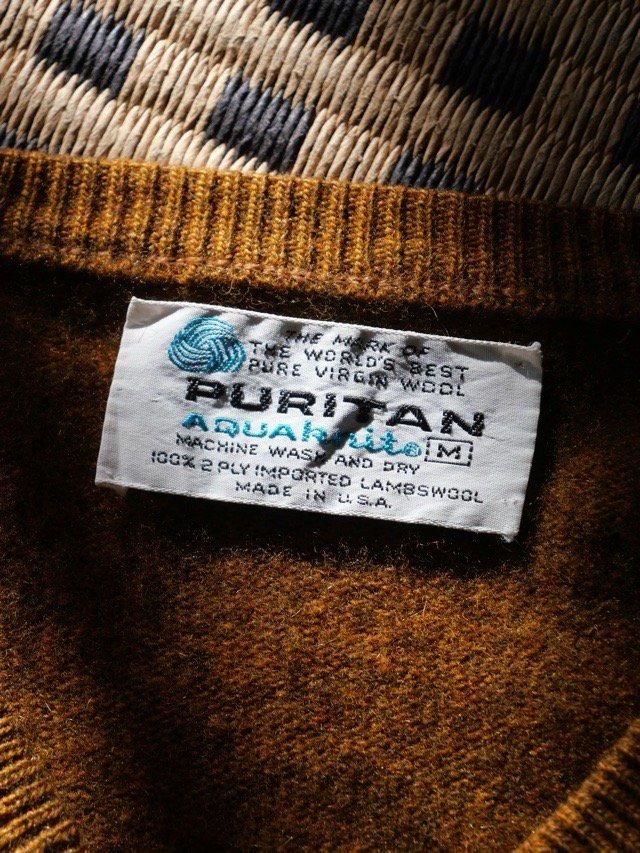 THE MARK OF
THE WORLD'S BEST
PURE VIRGIN WOOL
PURITAN
AQUAknit® M
MACHINE WASH AND DRY
100% 2 PLY IMPORTED LAMBSWOOL
MADE IN U.S.A.